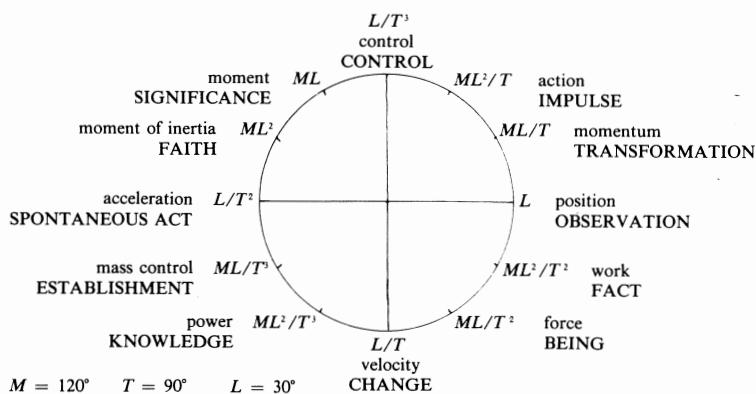 L/T³
control
CONTROL
moment ML
SIGNIFICANCE
ML²/T action
IMPULSE
moment of inertia ML²
FAITH
ML/T momentum
TRANSFORMATION
acceleration L/T²
SPONTANEOUS ACT
L position
OBSERVATION
mass control ML/T³
ESTABLISHMENT
ML²/T² work
FACT
power ML²/T³
KNOWLEDGE
ML/T² force
BEING
L/T
velocity
CHANGE
M = 120° T = 90° L = 30°